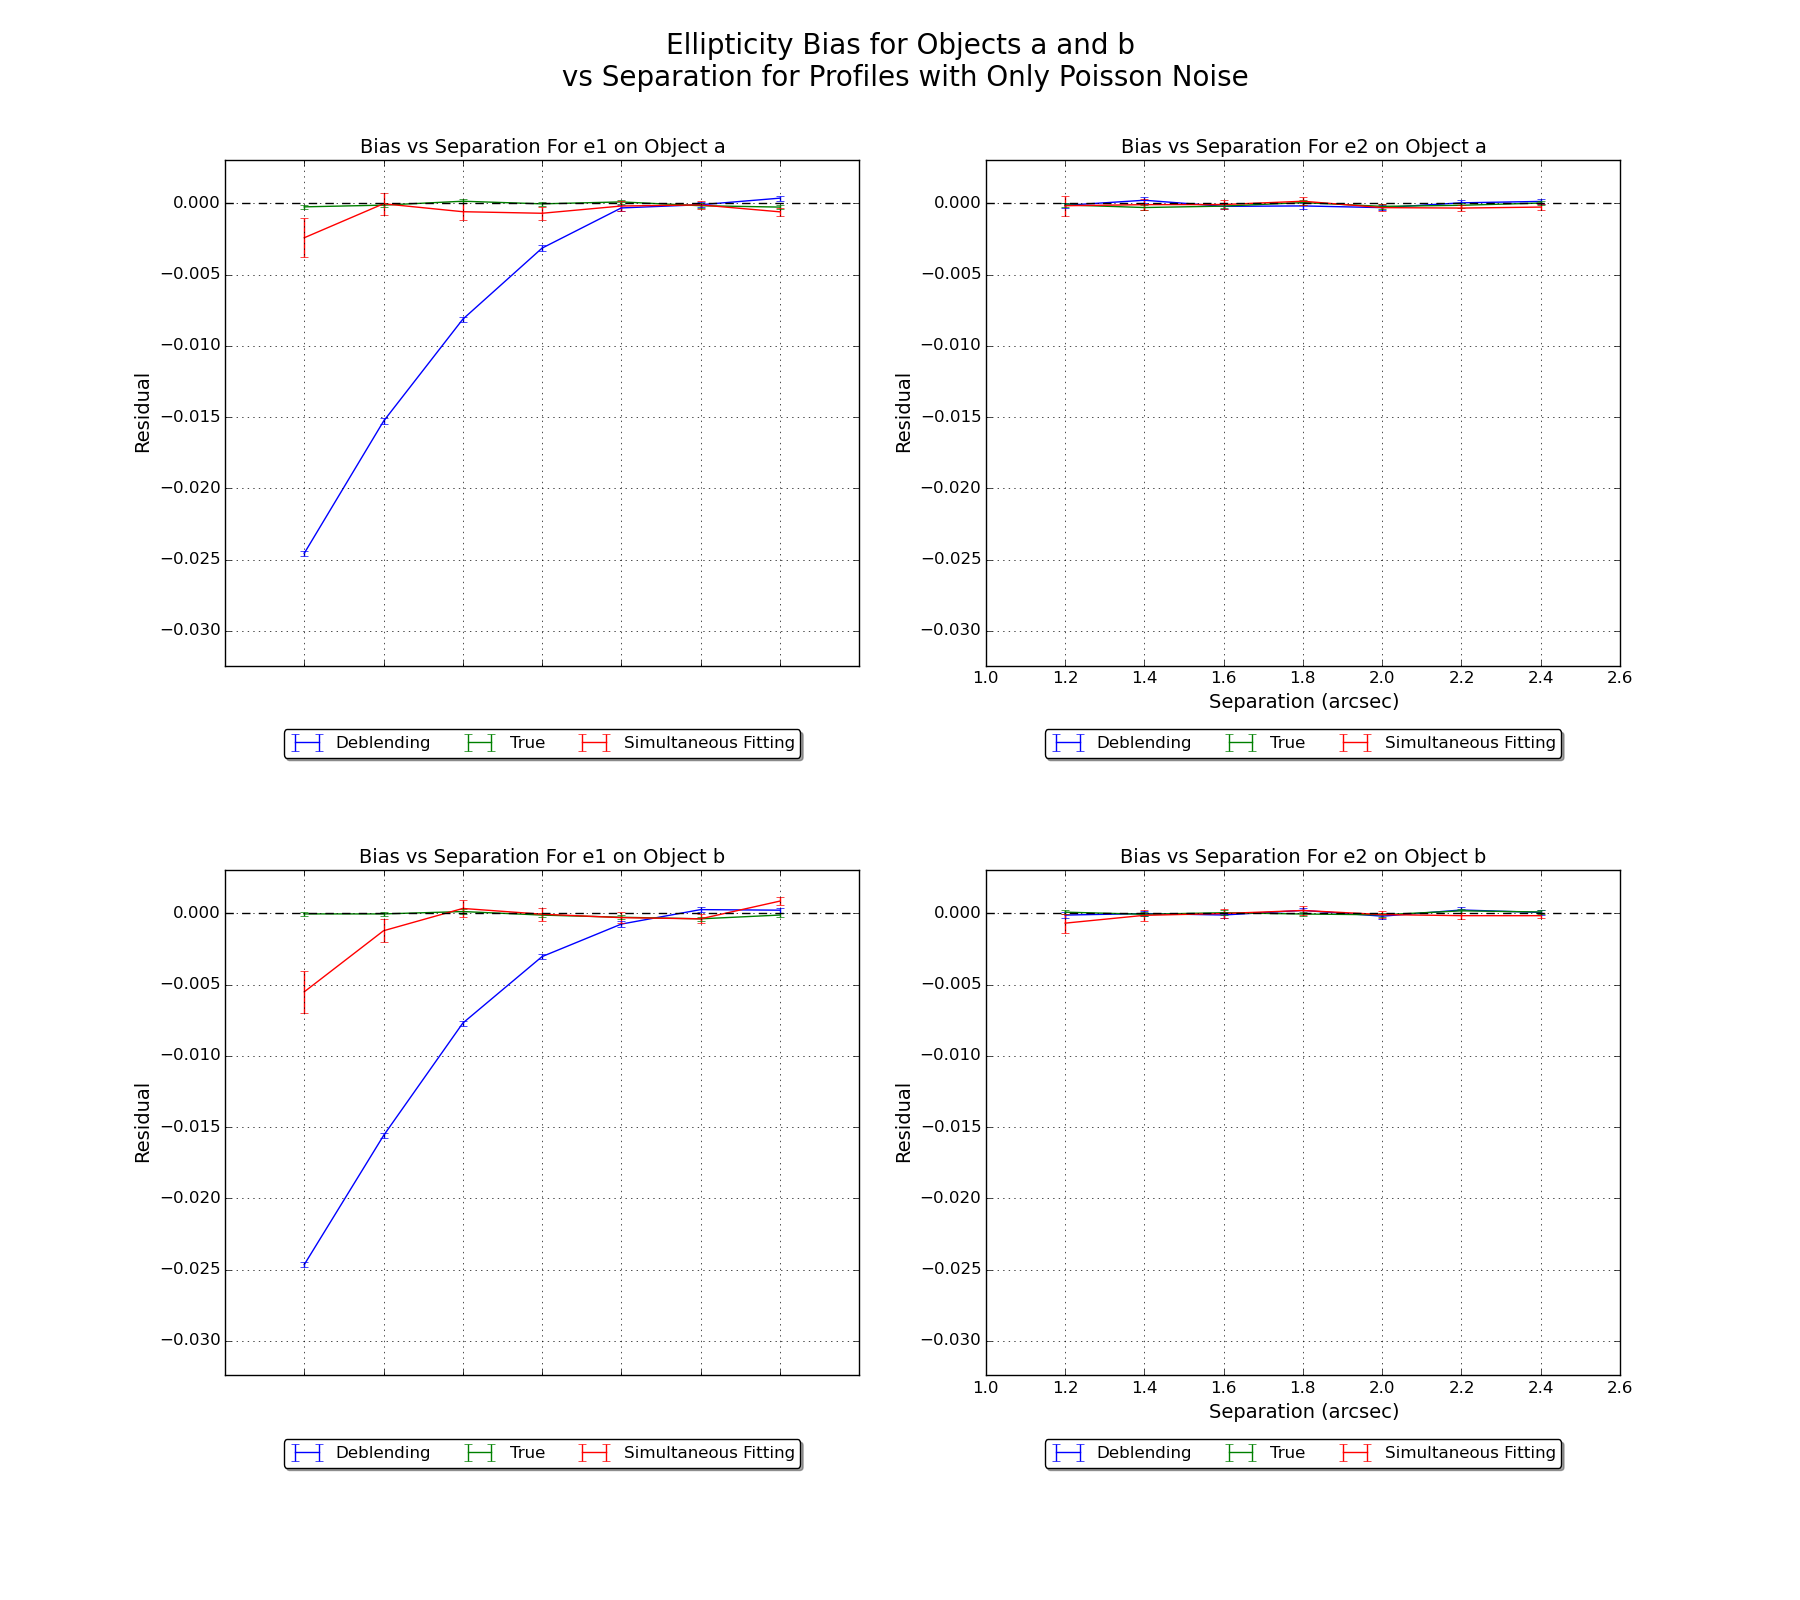 Ellipticity Bias for Objects a and b
vs Separation for Profiles with Only Poisson Noise
Bias vs Separation For e1 on Object a
0.000
−0.005
−0.010
−0.015
−0.020
−0.025
−0.030
Residual
Deblending True Simultaneous Fitting
Bias vs Separation For e2 on Object a
0.000
−0.005
−0.010
−0.015
−0.020
−0.025
−0.030
Residual
1.0 1.2 1.4 1.6 1.8 2.0 2.2 2.4 2.6
Separation (arcsec)
Deblending True Simultaneous Fitting
Bias vs Separation For e1 on Object b
0.000
−0.005
−0.010
−0.015
−0.020
−0.025
−0.030
Residual
Deblending True Simultaneous Fitting
Bias vs Separation For e2 on Object b
0.000
−0.005
−0.010
−0.015
−0.020
−0.025
−0.030
Residual
1.0 1.2 1.4 1.6 1.8 2.0 2.2 2.4 2.6
Separation (arcsec)
Deblending True Simultaneous Fitting